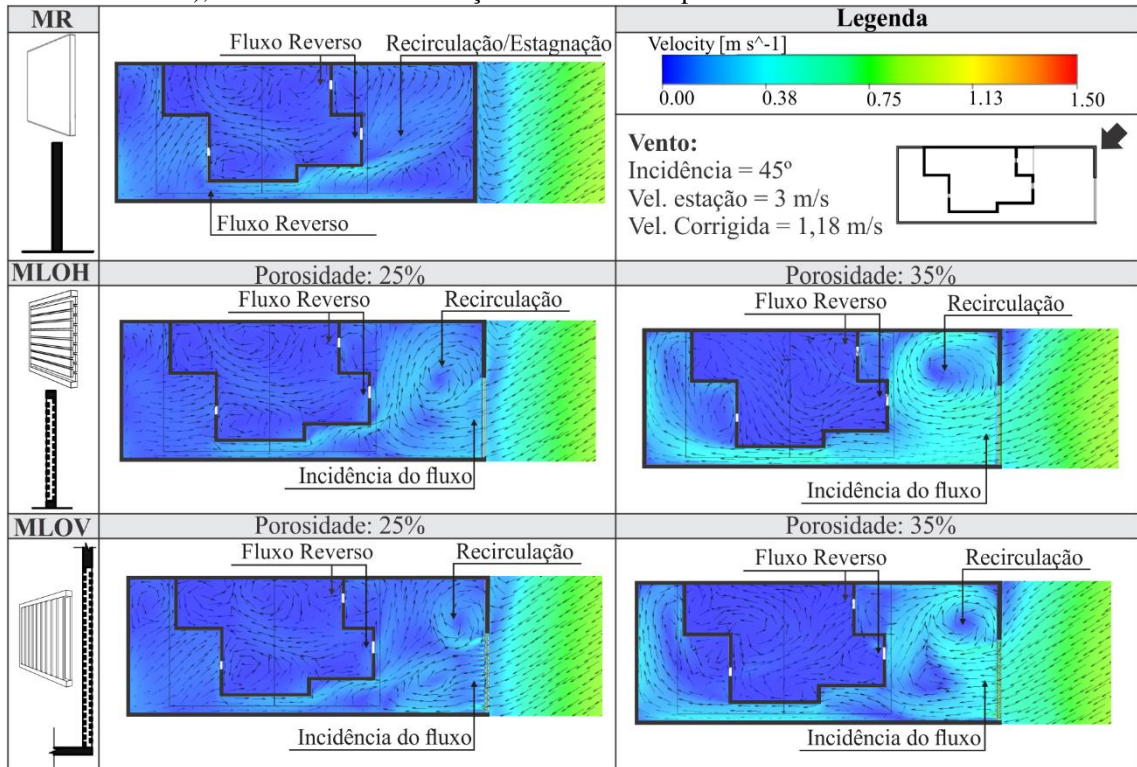 MR
Fluxo Reverso
Recirculação/Estagnação
Fluxo Reverso
Legenda
Velocity [m s^-1]
0.00 0.38 0.75 1.13 1.50
Vento:
Incidência = 45º
Vel. estação = 3 m/s
Vel. Corrigida = 1,18 m/s
MLOH
Porosidade: 25%
Fluxo Reverso
Recirculação
Incidência do fluxo
Porosidade: 35%
Fluxo Reverso
Recirculação
Incidência do fluxo
MLOV
Porosidade: 25%
Fluxo Reverso
Recirculação
Incidência do fluxo
Porosidade: 35%
Fluxo Reverso
Recirculação
Incidência do fluxo